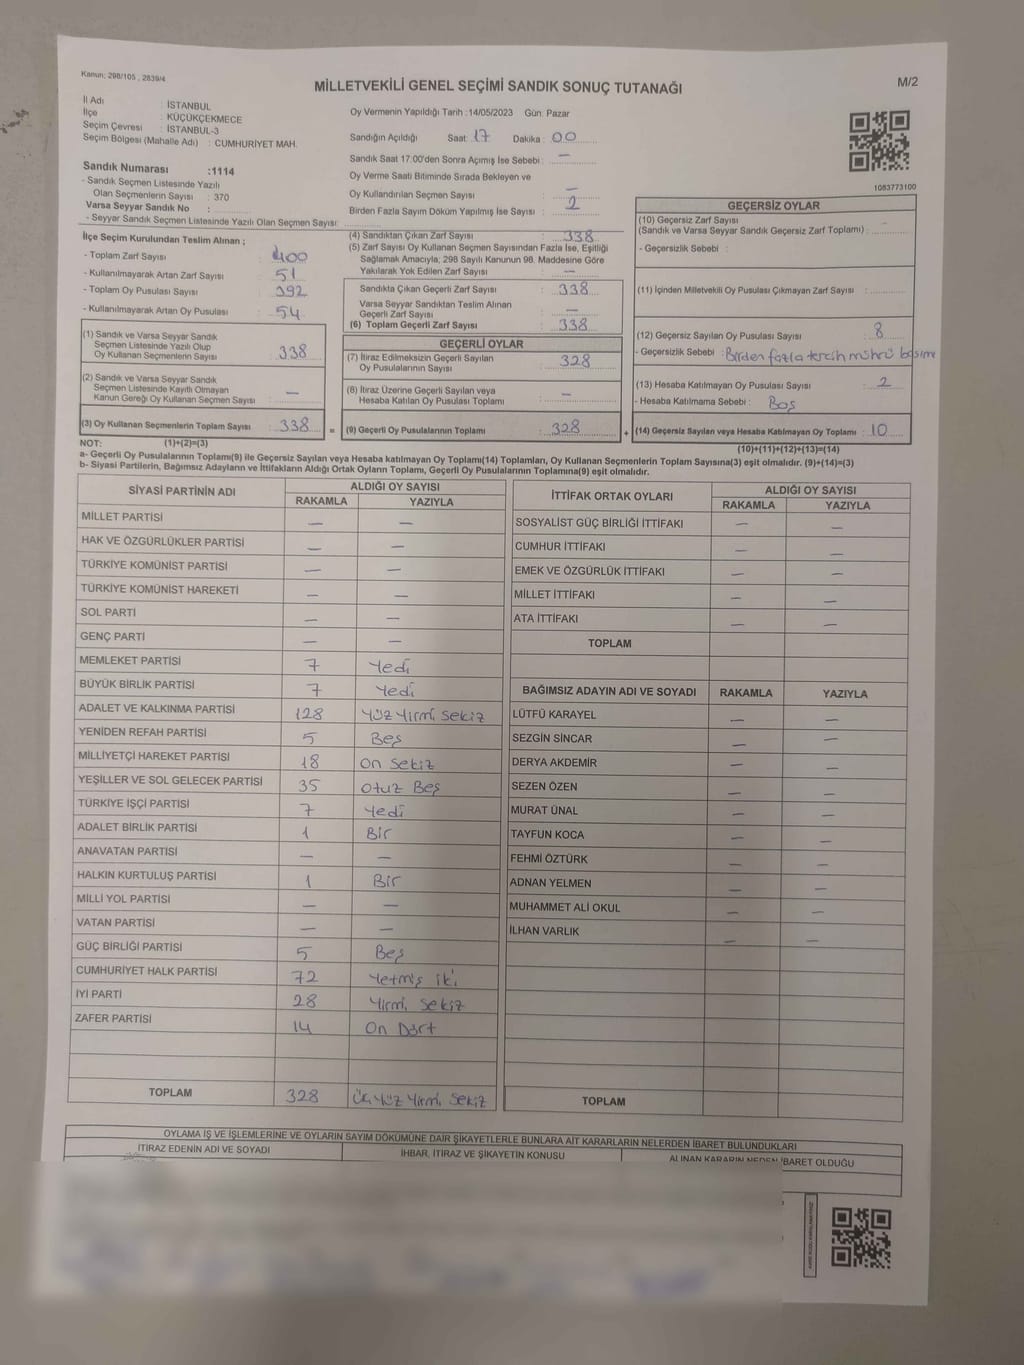 Kanun; 298/105 , 2839/4
MİLLETVEKİLİ GENEL SEÇİMİ SANDIK SONUÇ TUTANAĞI
M/2
İl Adı : İSTANBUL
İlçe : KÜÇÜKÇEKMECE
Seçim Çevresi : İSTANBUL-3
Seçim Bölgesi (Mahalle Adı) : CUMHURİYET MAH.
Sandık Numarası :1114
- Sandık Seçmen Listesinde Yazılı
Olan Seçmenlerin Sayısı : 370
Varsa Seyyar Sandık No :
- Seyyar Sandık Seçmen Listesinde Yazılı Olan Seçmen Sayısı:
Oy Vermenin Yapıldığı Tarih :14/05/2023 Gün: Pazar
Sandığın Açıldığı Saat: 17 Dakika: 00
Sandık Saat 17:00'den Sonra Açımış İse Sebebi : —
Oy Verme Saati Bitiminde Sırada Bekleyen ve
Oy Kullandırılan Seçmen Sayısı : —
Birden Fazla Sayım Döküm Yapılmış İse Sayısı : 2
1083773100
İlçe Seçim Kurulundan Teslim Alınan ;
- Toplam Zarf Sayısı : 400
- Kullanılmayarak Artan Zarf Sayısı : 51
- Toplam Oy Pusulası Sayısı : 392
- Kullanılmayarak Artan Oy Pusulası : 54
(1) Sandık ve Varsa Seyyar Sandık
Seçmen Listesinde Yazılı Olup
Oy Kullanan Seçmenlerin Sayısı : 338
(2) Sandık ve Varsa Seyyar Sandık
Seçmen Listesinde Kayıtlı Olmayan
Kanun Gereği Oy Kullanan Seçmen Sayısı : —
(3) Oy Kullanan Seçmenlerin Toplam Sayısı : 338 =
(4) Sandıktan Çıkan Zarf Sayısı : 338
(5) Zarf Sayısı Oy Kullanan Seçmen Sayısından Fazla İse, Eşitliği
Sağlamak Amacıyla; 298 Sayılı Kanunun 98. Maddesine Göre
Yakılarak Yok Edilen Zarf Sayısı : —
Sandıkta Çıkan Geçerli Zarf Sayısı : 338
Varsa Seyyar Sandıktan Teslim Alınan
Geçerli Zarf Sayısı : —
(6) Toplam Geçerli Zarf Sayısı : 338
GEÇERLİ OYLAR
(7) İtiraz Edilmeksizin Geçerli Sayılan
Oy Pusulalarının Sayısı : 328
(8) İtiraz Üzerine Geçerli Sayılan veya
Hesaba Katılan Oy Pusulası Toplamı : —
(9) Geçerli Oy Pusulalarının Toplamı : 328 +
GEÇERSİZ OYLAR
(10) Geçersiz Zarf Sayısı
(Sandık ve Varsa Seyyar Sandık Geçersiz Zarf Toplamı) :
- Geçersizlik Sebebi :
(11) İçinden Milletvekili Oy Pusulası Çıkmayan Zarf Sayısı :
(12) Geçersiz Sayılan Oy Pusulası Sayısı : 8
- Geçersizlik Sebebi : Birden fazla tercih mührü basımı
(13) Hesaba Katılmayan Oy Pusulası Sayısı : 2
- Hesaba Katılmama Sebebi : Boş
(14) Geçersiz Sayılan veya Hesaba Katılmayan Oy Toplamı : 10
NOT: (1)+(2)=(3) (10)+(11)+(12)+(13)=(14)
a- Geçerli Oy Pusulalarının Toplamı(9) ile Geçersiz Sayılan ve Hesaba katılmayan Oy Toplamı(14) Toplamları, Oy Kullanan Seçmenlerin Toplam Sayısına(3) eşit olmalıdır. (9)+(14)=(3)
b- Siyasi Partilerin, Bağımsız Adayların ve İttifakların Aldığı Ortak Oyların Toplamı, Geçerli Oy Pusulalarının Toplamına(9) eşit olmalıdır.
SİYASİ PARTİNİN ADI ALDIĞI OY SAYISI
RAKAMLA YAZIYLA
MİLLET PARTİSİ — —
HAK VE ÖZGÜRLÜKLER PARTİSİ — —
TÜRKİYE KOMÜNİST PARTİSİ — —
TÜRKİYE KOMÜNİST HAREKETİ — —
SOL PARTİ — —
GENÇ PARTİ — —
MEMLEKET PARTİSİ 7 Yedi
BÜYÜK BİRLİK PARTİSİ 7 Yedi
ADALET VE KALKINMA PARTİSİ 128 Yüz Yirmi Sekiz
YENİDEN REFAH PARTİSİ 5 Beş
MİLLİYETÇİ HAREKET PARTİSİ 18 On Sekiz
YEŞİLLER VE SOL GELECEK PARTİSİ 35 Otuz Beş
TÜRKİYE İŞÇİ PARTİSİ 7 Yedi
ADALET BİRLİK PARTİSİ 1 Bir
ANAVATAN PARTİSİ — —
HALKIN KURTULUŞ PARTİSİ 1 Bir
MİLLİ YOL PARTİSİ — —
VATAN PARTİSİ — —
GÜÇ BİRLİĞİ PARTİSİ 5 Beş
CUMHURİYET HALK PARTİSİ 72 Yetmiş iki
İYİ PARTİ 28 Yirmi Sekiz
ZAFER PARTİSİ 14 On Dört
TOPLAM 328 Üç Yüz Yirmi Sekiz
İTTİFAK ORTAK OYLARI ALDIĞI OY SAYISI
RAKAMLA YAZIYLA
SOSYALİST GÜÇ BİRLİĞİ İTTİFAKI — —
CUMHUR İTTİFAKI — —
EMEK VE ÖZGÜRLÜK İTTİFAKI — —
MİLLET İTTİFAKI — —
ATA İTTİFAKI — —
TOPLAM
BAĞIMSIZ ADAYIN ADI VE SOYADI RAKAMLA YAZIYLA
LÜTFÜ KARAYEL — —
SEZGİN SİNCAR — —
DERYA AKDEMİR — —
SEZEN ÖZEN — —
MURAT ÜNAL — —
TAYFUN KOCA — —
FEHMİ ÖZTÜRK — —
ADNAN YELMEN — —
MUHAMMET ALİ OKUL — —
İLHAN VARLIK — —
TOPLAM
OYLAMA İŞ VE İŞLEMLERİNE VE OYLARIN SAYIM DÖKÜMÜNE DAİR ŞİKAYETLERLE BUNLARA AİT KARARLARIN NELERDEN İBARET BULUNDUKLARI
İTİRAZ EDENİN ADI VE SOYADI İHBAR, İTİRAZ VE ŞİKAYETİN KONUSU ALINAN KARARIN NEDEN İBARET OLDUĞU